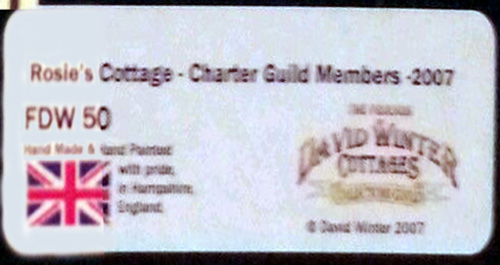 Rosie's Cottage - Charter Guild Members -2007
FDW 50
Hand Made & Hand Painted
with pride,
in Hampshire,
England.
THE
DAVID WINTER
COTTAGES
© David Winter 2007